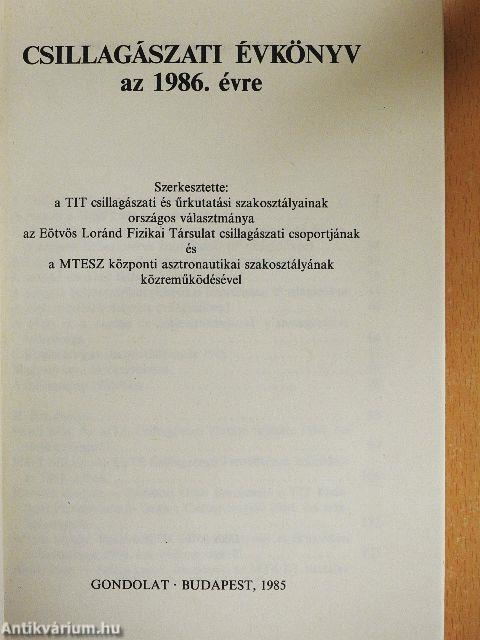 CSILLAGÁSZATI ÉVKÖNYV
az 1986. évre
Szerkesztette:
a TIT csillagászati és űrkutatási szakosztályainak
országos választmánya
az Eötvös Loránd Fizikai Társulat csillagászati csoportjának
és
a MTESZ központi asztronautikai szakosztályának
közreműködésével
GONDOLAT · BUDAPEST, 1985
Antikvárium.hu